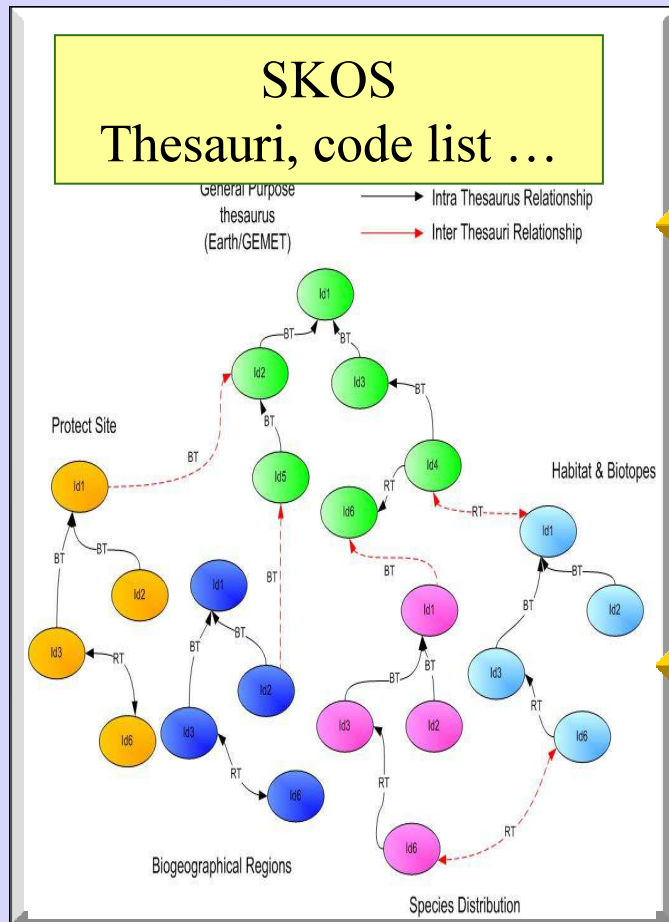 SKOS
Thesauri, code list …
General Purpose
thesaurus
(Earth/GEMET)
Intra Thesaurus Relationship
Inter Thesauri Relationship
Id1
BT
BT
Id2
Id3
BT
BT
Protect Site
BT
Id5
Id4
Habitat & Biotopes
Id1
RT
Id6
RT
Id1
BT
BT
BT
BT
BT
Id2
Id1
Id1
Id2
BT
BT
BT
Id3
RT
BT
BT
Id3
Id2
RT
Id6
Id3
Id3
Id2
Id6
RT
RT
Id6
RT
Id6
Biogeographical Regions
Species Distribution